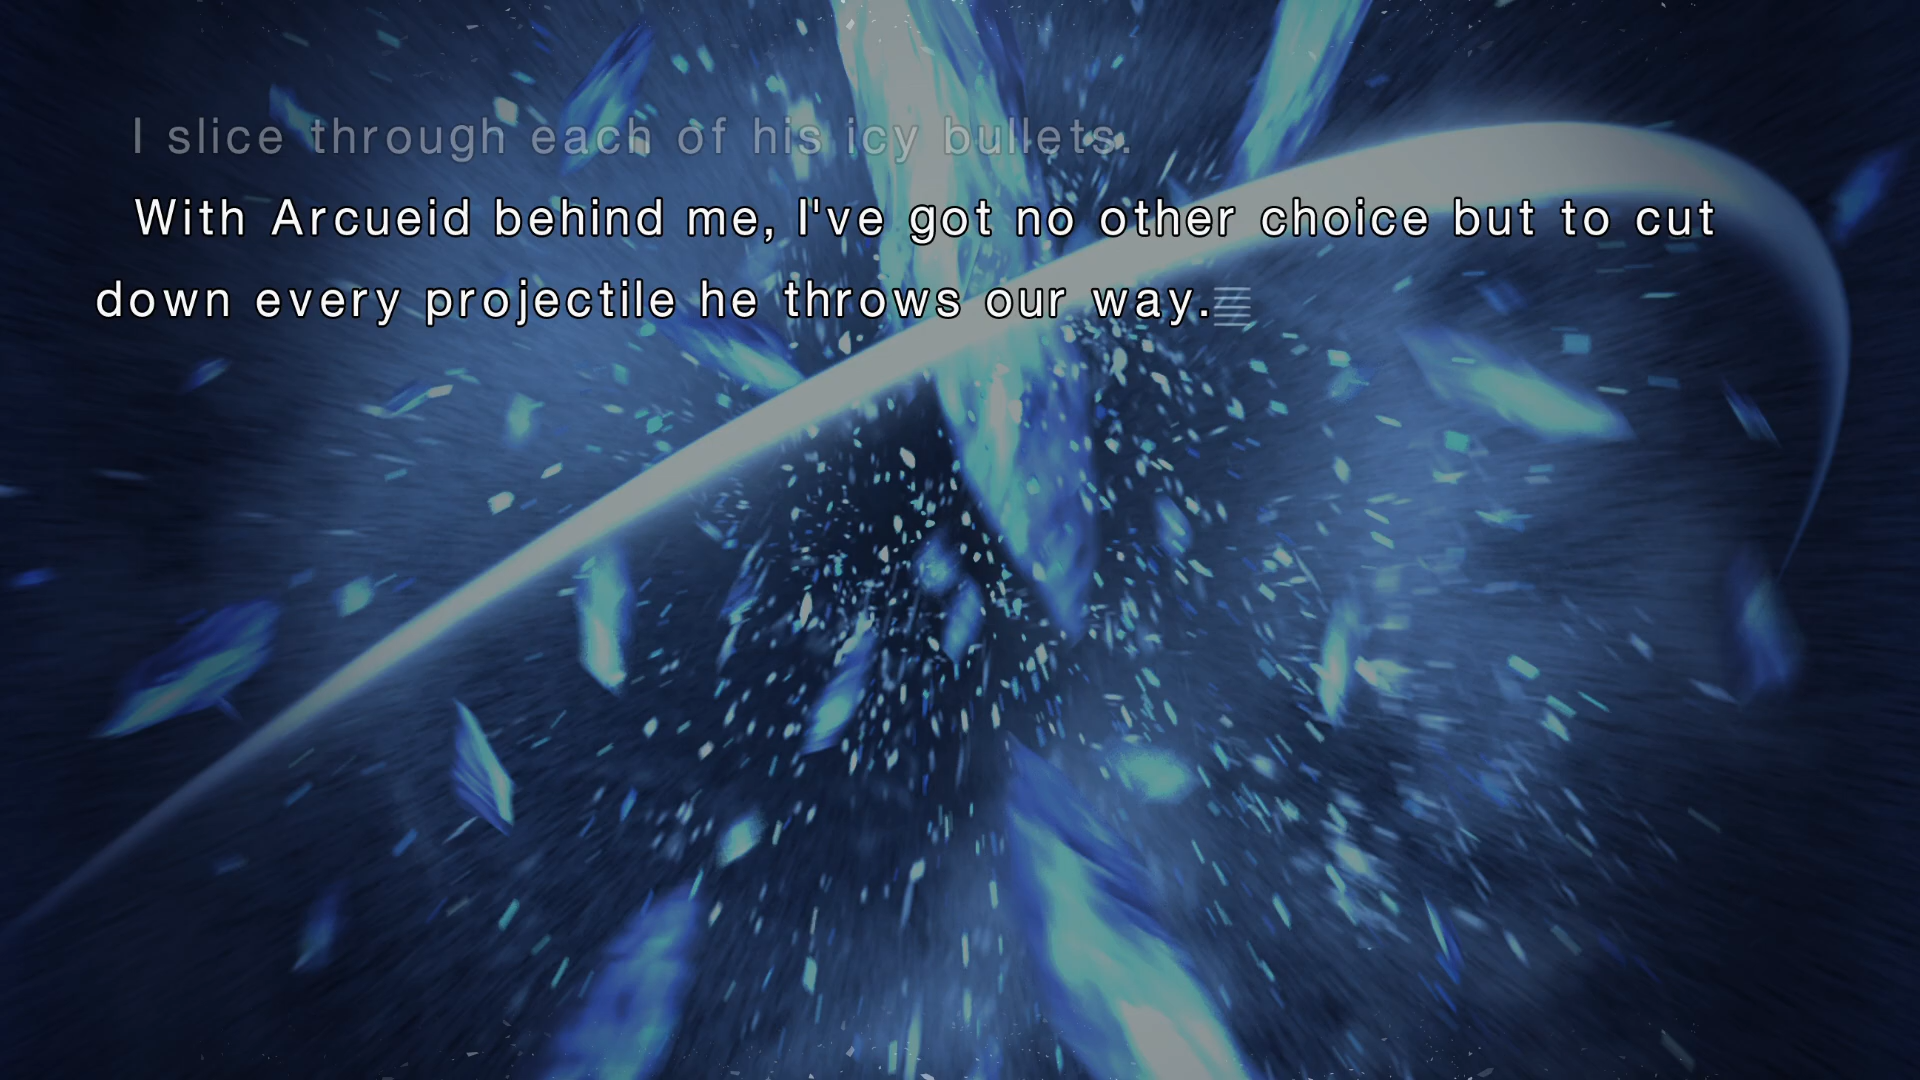 I slice through each of his icy bullets.
With Arcueid behind me, I've got no other choice but to cut
down every projectile he throws our way.